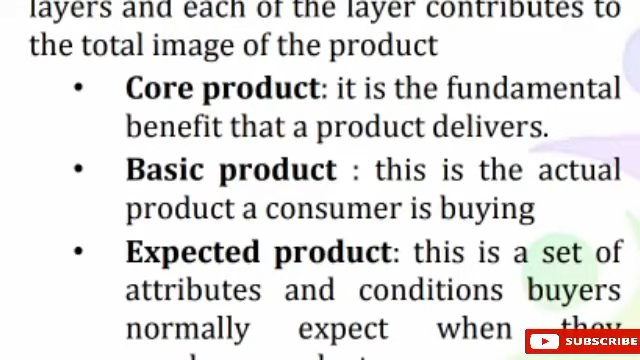 layers and each of the layer contributes to
the total image of the product
• Core product: it is the fundamental
benefit that a product delivers.
• Basic product : this is the actual
product a consumer is buying
• Expected product: this is a set of
attributes and conditions buyers
normally expect when they
SUBSCRIBE